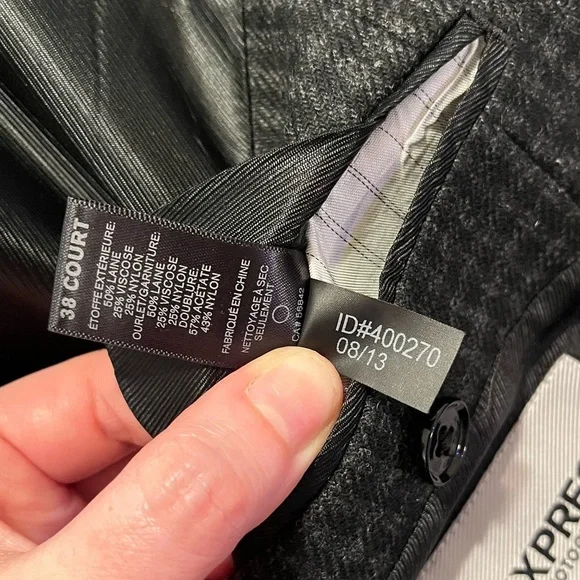 38 COURT
ÉTOFFE EXTÉRIEURE:
50% LAINE
25% VISCOSE
25% NYLON
OURLET/GARNITURE:
50% LAINE
25% VISCOSE
25% NYLON
DOUBLURE:
57% ACÉTATE
43% NYLON
FABRIQUÉ EN CHINE
NETTOYAGE À SEC
SEULEMENT
CA# 56842
ID#400270
08/13
XPRE